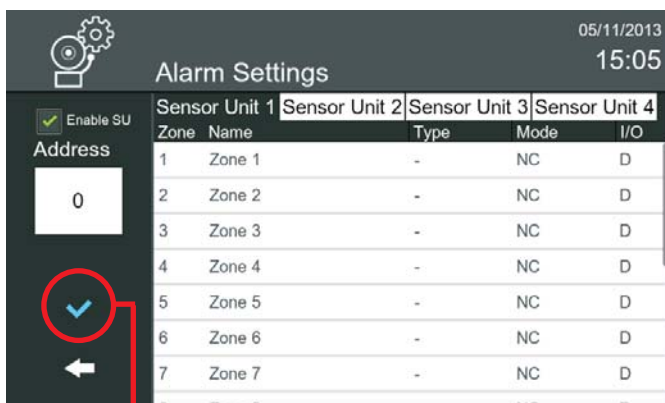 05/11/2013
15:05
Alarm Settings
Enable SU
Address
0
Sensor Unit 1 Sensor Unit 2 Sensor Unit 3 Sensor Unit 4
Zone Name Type Mode I/O
1 Zone 1 - NC D
2 Zone 2 - NC D
3 Zone 3 - NC D
4 Zone 4 - NC D
5 Zone 5 - NC D
6 Zone 6 - NC D
7 Zone 7 - NC D